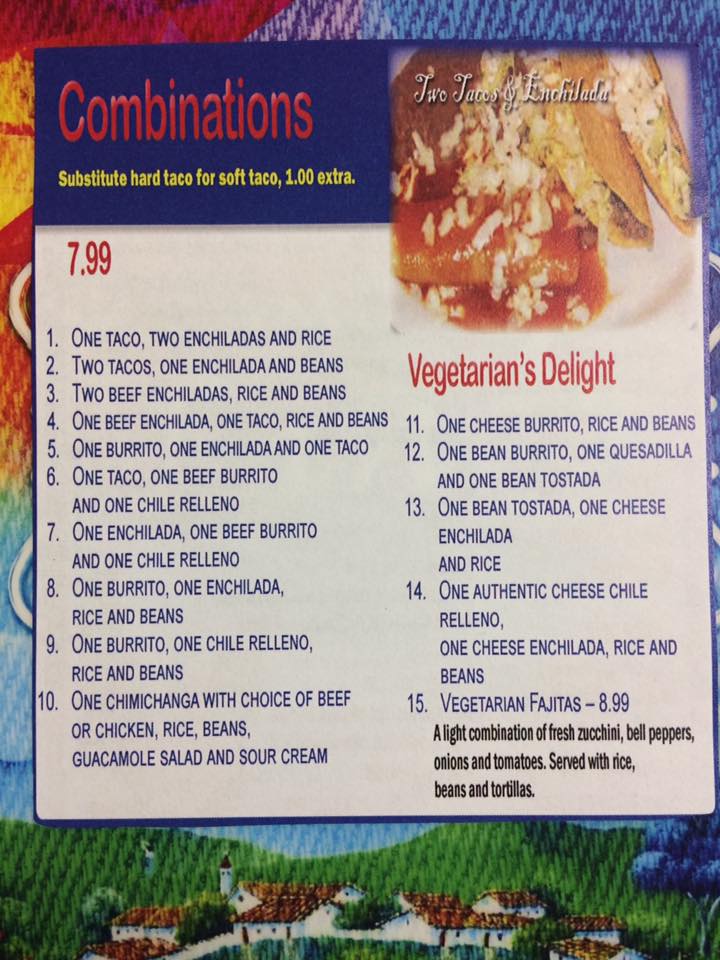 Combinations
Substitute hard taco for soft taco, 1.00 extra.
Two Tacos & Enchilada
7.99
1. ONE TACO, TWO ENCHILADAS AND RICE
2. TWO TACOS, ONE ENCHILADA AND BEANS
3. TWO BEEF ENCHILADAS, RICE AND BEANS
4. ONE BEEF ENCHILADA, ONE TACO, RICE AND BEANS
5. ONE BURRITO, ONE ENCHILADA AND ONE TACO
6. ONE TACO, ONE BEEF BURRITO
AND ONE CHILE RELLENO
7. ONE ENCHILADA, ONE BEEF BURRITO
AND ONE CHILE RELLENO
8. ONE BURRITO, ONE ENCHILADA,
RICE AND BEANS
9. ONE BURRITO, ONE CHILE RELLENO,
RICE AND BEANS
10. ONE CHIMICHANGA WITH CHOICE OF BEEF
OR CHICKEN, RICE, BEANS,
GUACAMOLE SALAD AND SOUR CREAM
Vegetarian's Delight
11. ONE CHEESE BURRITO, RICE AND BEANS
12. ONE BEAN BURRITO, ONE QUESADILLA
AND ONE BEAN TOSTADA
13. ONE BEAN TOSTADA, ONE CHEESE
ENCHILADA
AND RICE
14. ONE AUTHENTIC CHEESE CHILE
RELLENO,
ONE CHEESE ENCHILADA, RICE AND
BEANS
15. VEGETARIAN FAJITAS – 8.99
A light combination of fresh zucchini, bell peppers,
onions and tomatoes. Served with rice,
beans and tortillas.